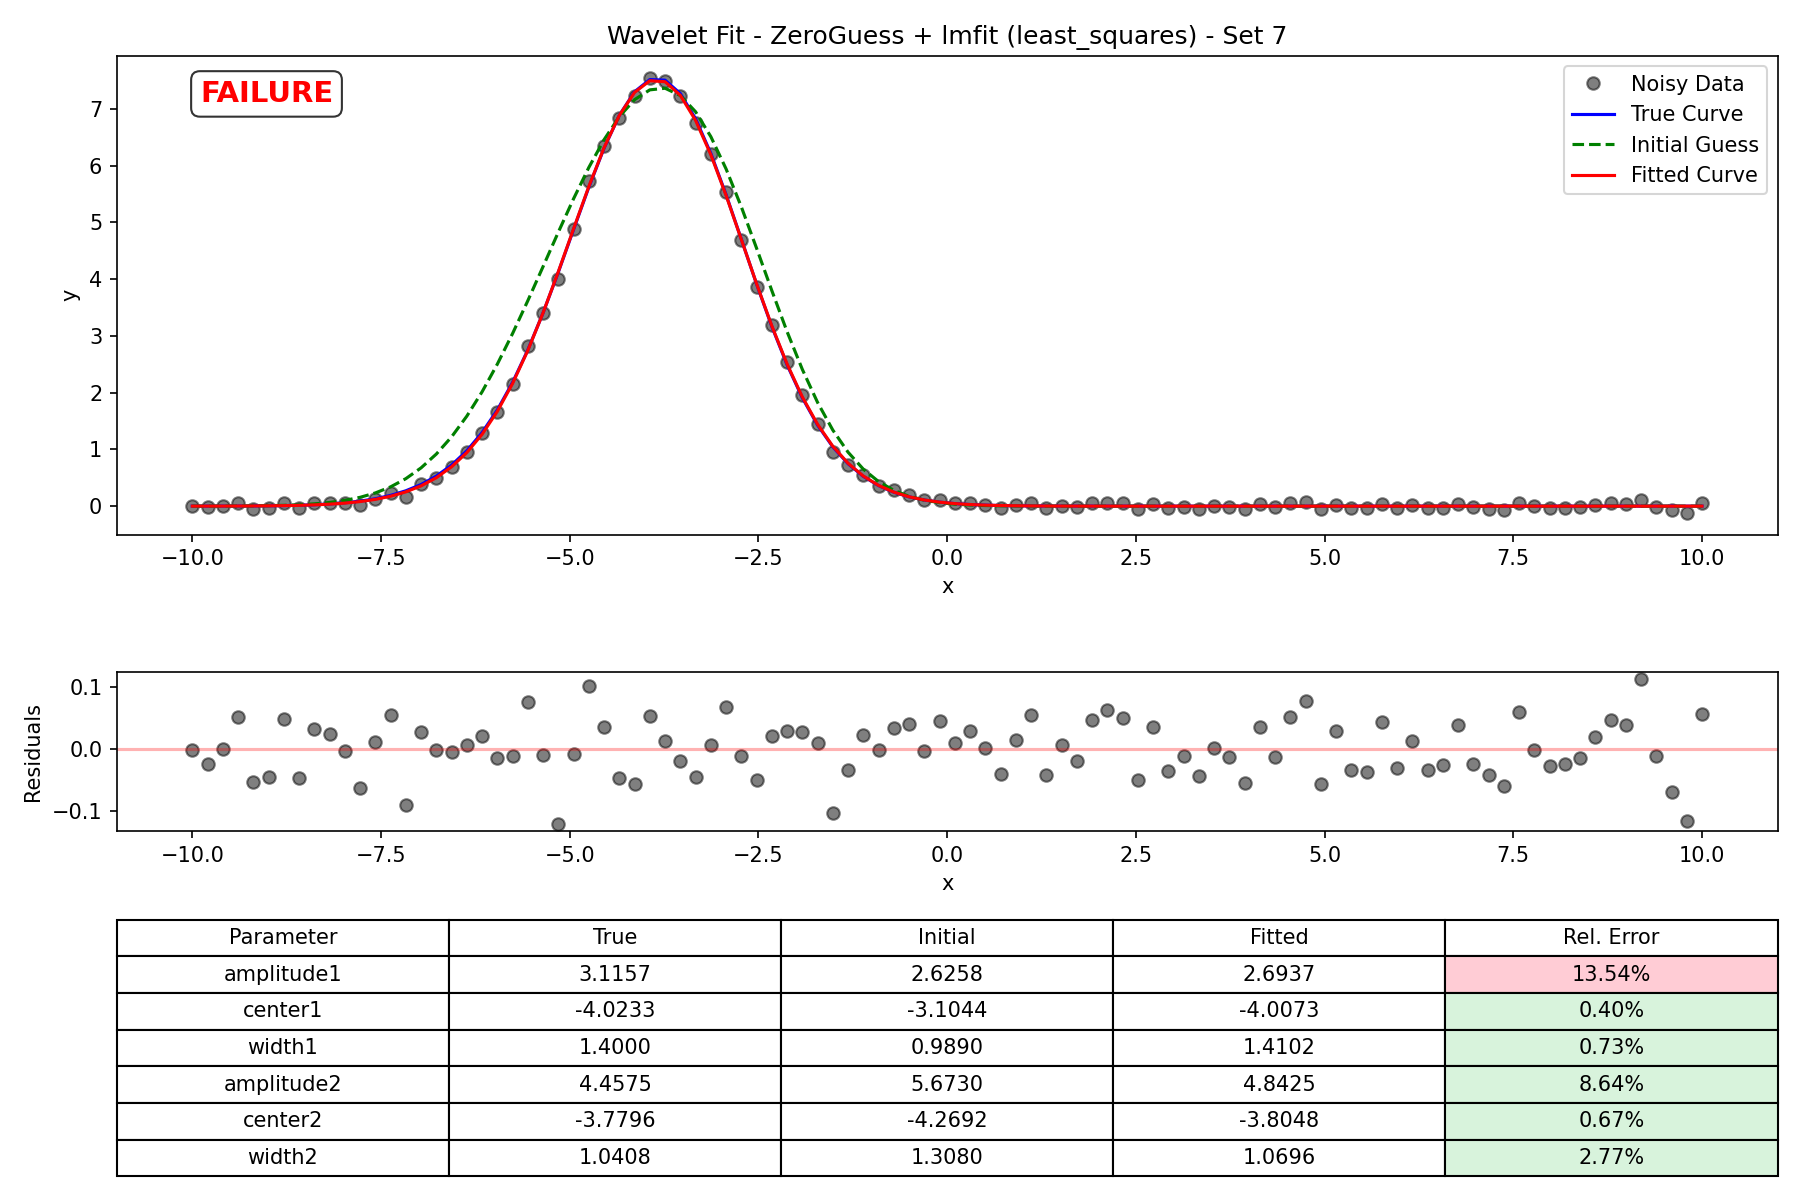 Wavelet Fit - ZeroGuess + lmfit (least_squares) - Set 7
FAILURE
Noisy Data
True Curve
Initial Guess
Fitted Curve
y
7
6
5
4
3
2
1
0
−10.0 −7.5 −5.0 −2.5 0.0 2.5 5.0 7.5 10.0
x
Residuals
0.1
0.0
−0.1
−10.0 −7.5 −5.0 −2.5 0.0 2.5 5.0 7.5 10.0
x
Parameter True Initial Fitted Rel. Error
amplitude1 3.1157 2.6258 2.6937 13.54%
center1 -4.0233 -3.1044 -4.0073 0.40%
width1 1.4000 0.9890 1.4102 0.73%
amplitude2 4.4575 5.6730 4.8425 8.64%
center2 -3.7796 -4.2692 -3.8048 0.67%
width2 1.0408 1.3080 1.0696 2.77%